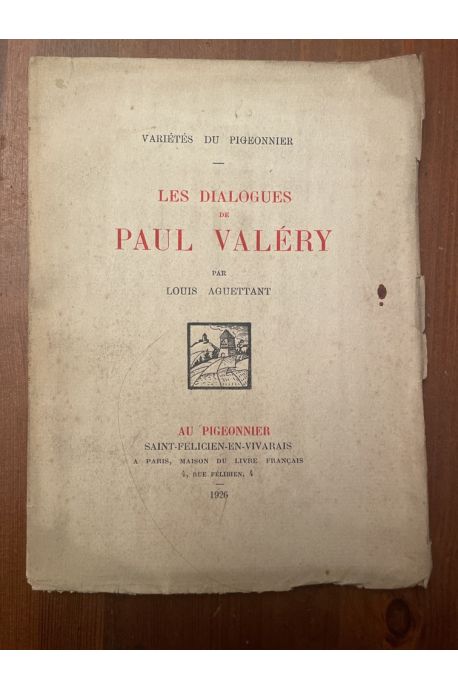 VARIÉTÉS DU PIGEONNIER
LES DIALOGUES
DE
PAUL VALÉRY
PAR
LOUIS AGUETTANT
AU PIGEONNIER
SAINT-FELICIEN-EN-VIVARAIS
A PARIS, MAISON DU LIVRE FRANÇAIS
4, RUE FÉLIBIEN, 4
1926